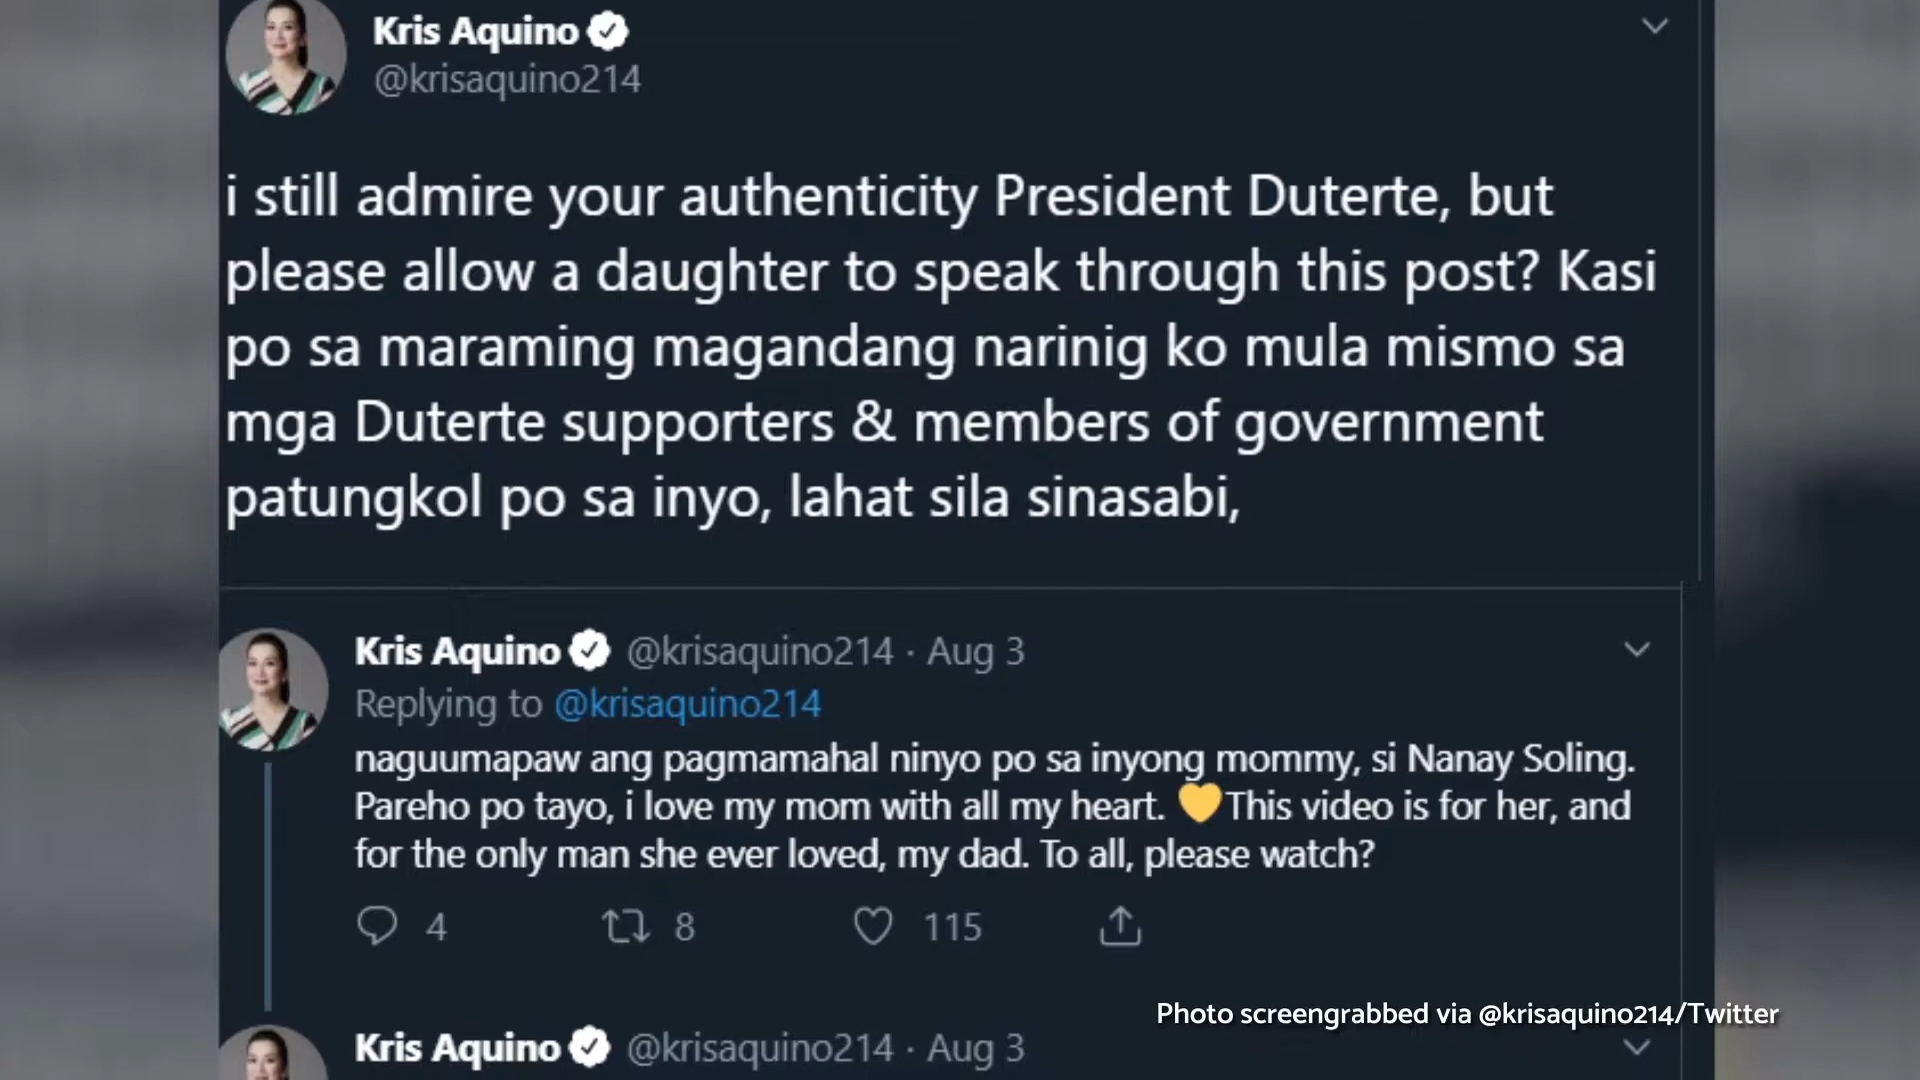 Kris Aquino
@krisaquino214
i still admire your authenticity President Duterte, but
please allow a daughter to speak through this post? Kasi
po sa maraming magandang narinig ko mula mismo sa
mga Duterte supporters & members of government
patungkol po sa inyo, lahat sila sinasabi,
Kris Aquino @krisaquino214 · Aug 3
Replying to @krisaquino214
naguumapaw ang pagmamahal ninyo po sa inyong mommy, si Nanay Soling.
Pareho po tayo, i love my mom with all my heart. 💛This video is for her, and
for the only man she ever loved, my dad. To all, please watch?
4 8 115
Photo screengrabbed via @krisaquino214/Twitter
Kris Aquino @krisaquino214 · Aug 3